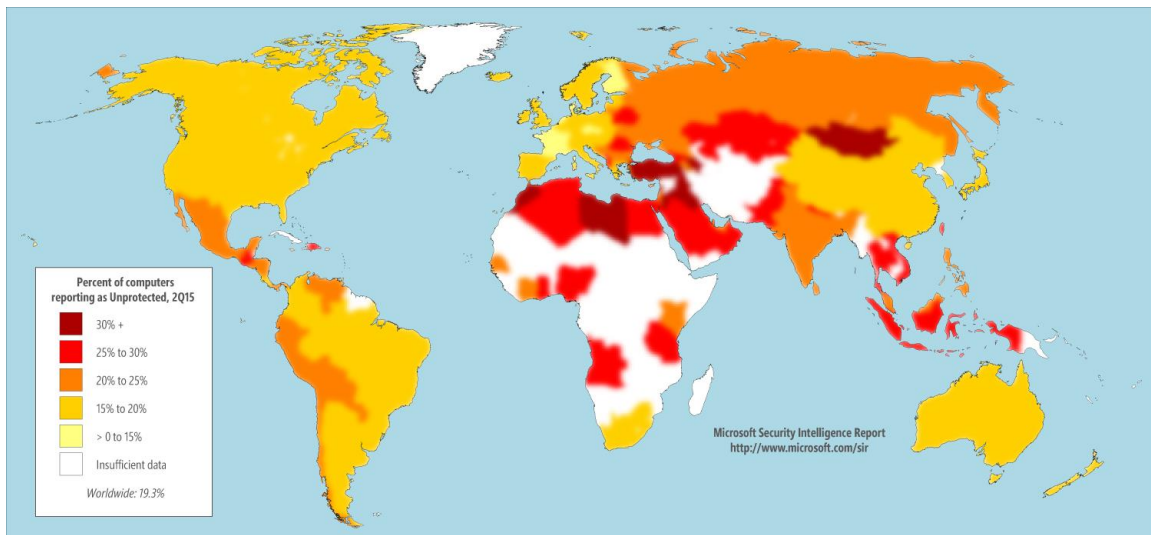 Percent of computers
reporting as Unprotected, 2Q15
30% +
25% to 30%
20% to 25%
15% to 20%
> 0 to 15%
Insufficient data
Worldwide: 19.3%
Microsoft Security Intelligence Report
http://www.microsoft.com/sir